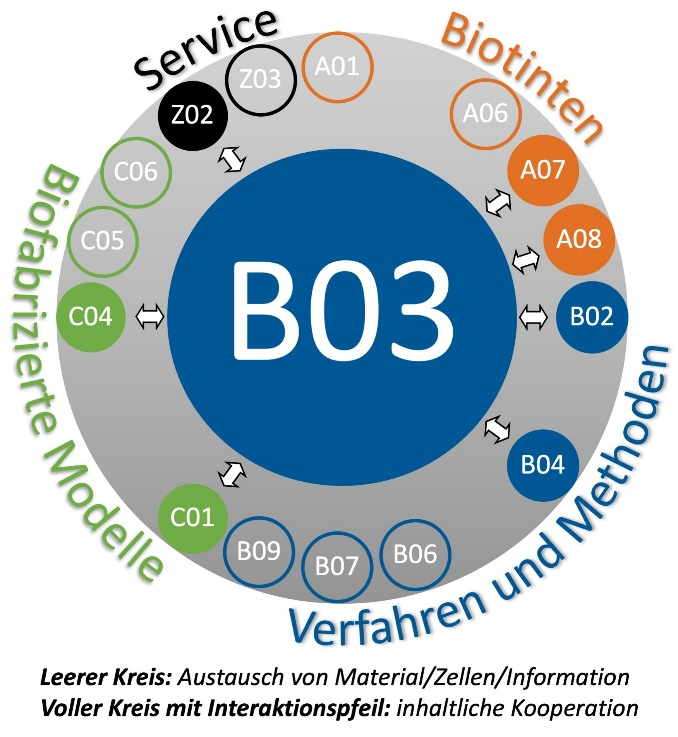 Service
Biotinten
Z03
A01
Z02
A06
C06
A07
C05
A08
C04
B03
B02
Biofabrizierte Modelle
B04
C01
B09
B07
B06
Verfahren und Methoden
Leerer Kreis: Austausch von Material/Zellen/Information
Voller Kreis mit Interaktionspfeil: inhaltliche Kooperation